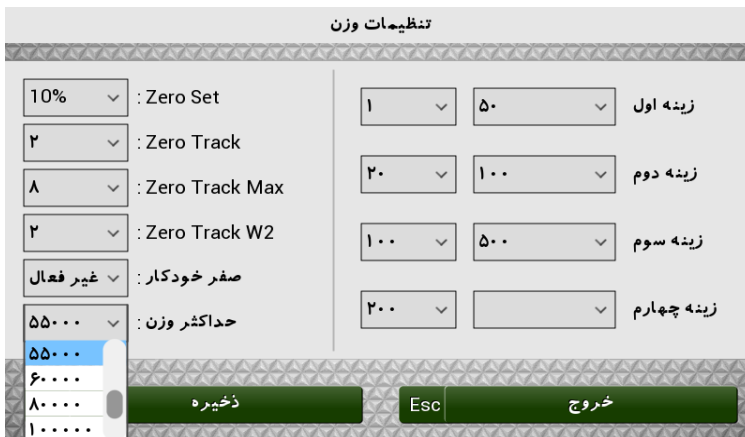 تنظیمات وزن
زینه اول ۵۰ ۱
زینه دوم ۱۰۰ ۲۰
زینه سوم ۵۰۰ ۱۰۰
زینه چهارم ۲۰۰
10% : Zero Set
۲ : Zero Track
۸ : Zero Track Max
۲ : Zero Track W2
صفر خودکار : غیر فعال
حداکثر وزن : ۵۵۰۰۰
۵۵۰۰۰
۶۰۰۰۰
۸۰۰۰۰
۱۰۰۰۰۰
ذخیره
Esc خروج